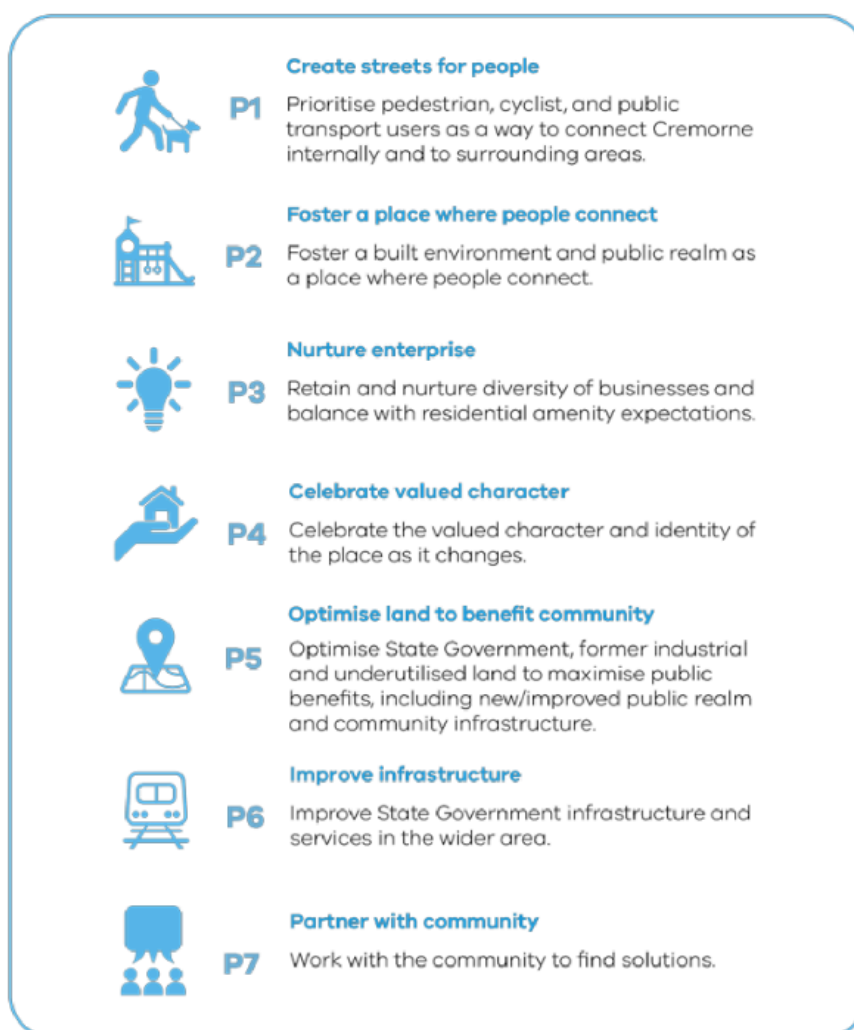 Create streets for people
P1
Prioritise pedestrian, cyclist, and public
transport users as a way to connect Cremorne
internally and to surrounding areas.
Foster a place where people connect
P2
Foster a built environment and public realm as
a place where people connect.
Nurture enterprise
P3
Retain and nurture diversity of businesses and
balance with residential amenity expectations.
Celebrate valued character
P4
Celebrate the valued character and identity of
the place as it changes.
Optimise land to benefit community
P5
Optimise State Government, former industrial
and underutilised land to maximise public
benefits, including new/improved public realm
and community infrastructure.
Improve infrastructure
P6
Improve State Government infrastructure and
services in the wider area.
Partner with community
P7
Work with the community to find solutions.